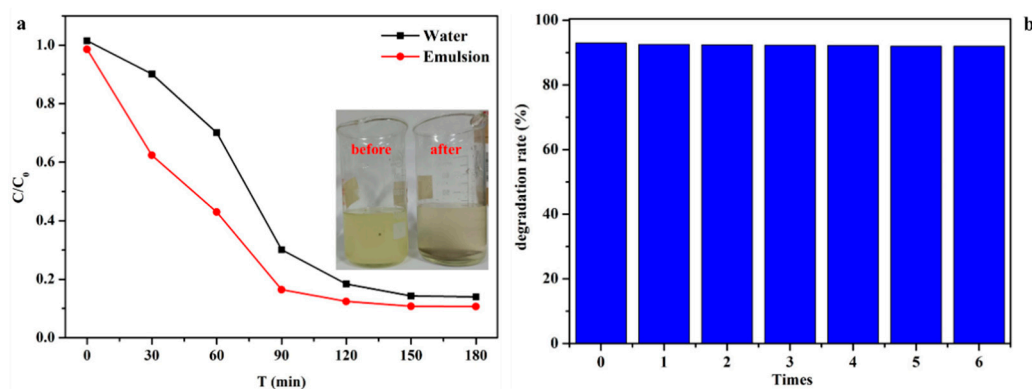 a
Water
Emulsion
before
after
1.0
0.8
0.6
0.4
0.2
0.0
C/C0
0 30 60 90 120 150 180
T (min)
b
100
80
60
40
20
0
degradation rate (%)
0 1 2 3 4 5 6
Times